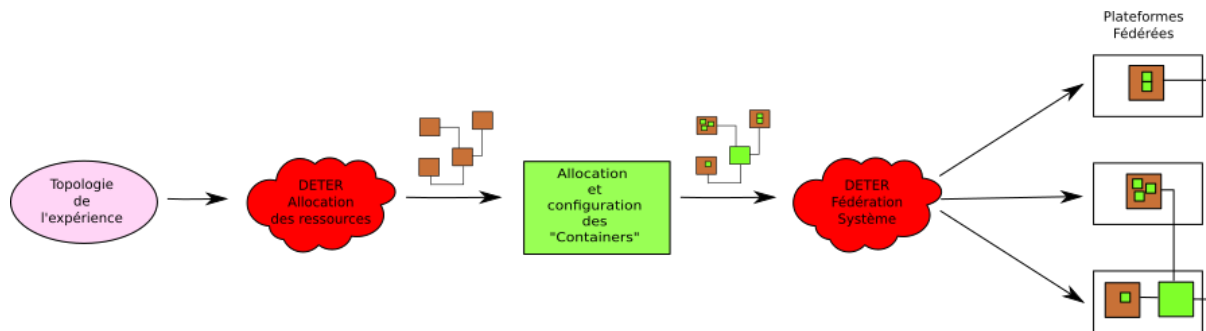 Plateformes
Fédérées
Topologie
de
l'expérience
DETER
Allocation
des ressources
Allocation
et
configuration
des
"Containers"
DETER
Fédération
Système